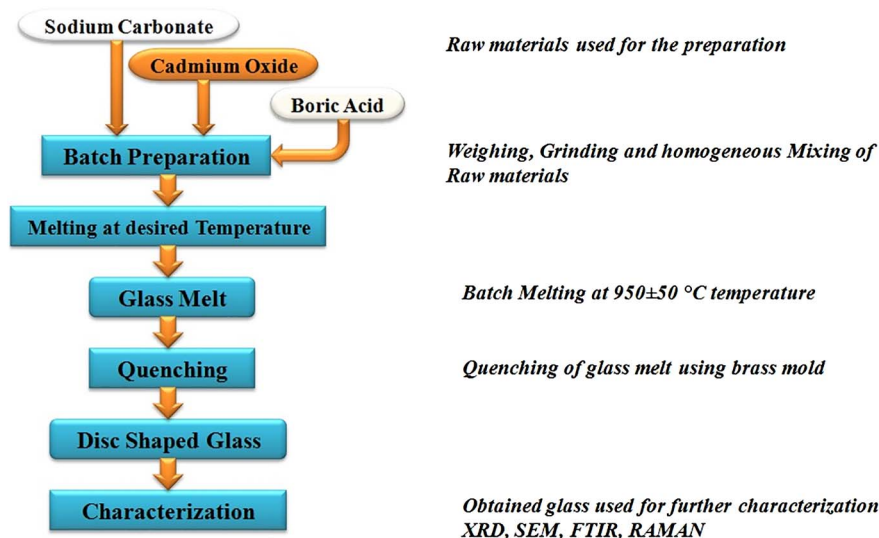 Sodium Carbonate
Raw materials used for the preparation
Cadmium Oxide
Boric Acid
Batch Preparation
Weighing, Grinding and homogeneous Mixing of
Raw materials
Melting at desired Temperature
Glass Melt
Batch Melting at 950±50 °C temperature
Quenching
Quenching of glass melt using brass mold
Disc Shaped Glass
Characterization
Obtained glass used for further characterization
XRD, SEM, FTIR, RAMAN